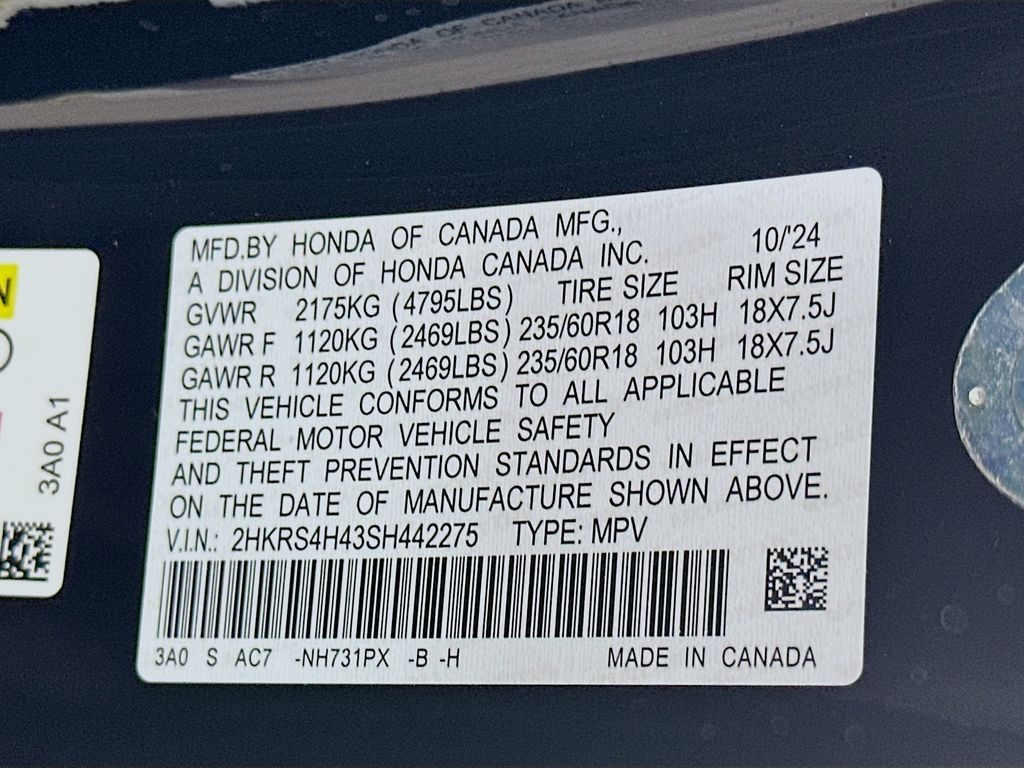 MFD.BY HONDA OF CANADA MFG.,
A DIVISION OF HONDA CANADA INC. 10/'24
GVWR 2175KG (4795LBS) TIRE SIZE RIM SIZE
GAWR F 1120KG (2469LBS) 235/60R18 103H 18X7.5J
GAWR R 1120KG (2469LBS) 235/60R18 103H 18X7.5J
THIS VEHICLE CONFORMS TO ALL APPLICABLE
FEDERAL MOTOR VEHICLE SAFETY
AND THEFT PREVENTION STANDARDS IN EFFECT
ON THE DATE OF MANUFACTURE SHOWN ABOVE.
V.I.N.: 2HKRS4H43SH442275 TYPE: MPV
3A0 S AC7 -NH731PX -B -H MADE IN CANADA
3A0 A1